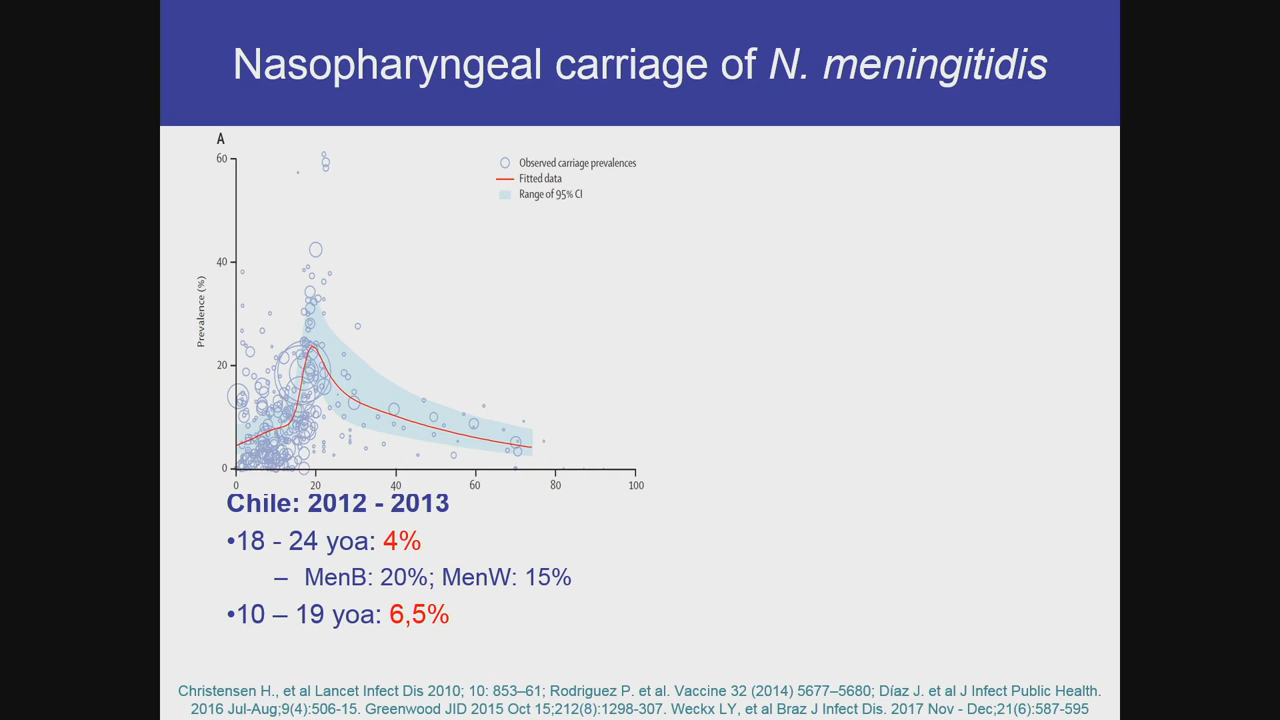 Nasopharyngeal carriage of N. meningitidis
A
60
40
20
0
Prevalence (%)
Observed carriage prevalences
Fitted data
Range of 95% CI
0 20 40 60 80 100
Chile: 2012 - 2013
•18 - 24 yoa: 4%
– MenB: 20%; MenW: 15%
•10 – 19 yoa: 6,5%
Christensen H., et al Lancet Infect Dis 2010; 10: 853–61; Rodriguez P. et al. Vaccine 32 (2014) 5677–5680; Díaz J. et al J Infect Public Health.
2016 Jul-Aug;9(4):506-15. Greenwood JID 2015 Oct 15;212(8):1298-307. Weckx LY, et al Braz J Infect Dis. 2017 Nov - Dec;21(6):587-595